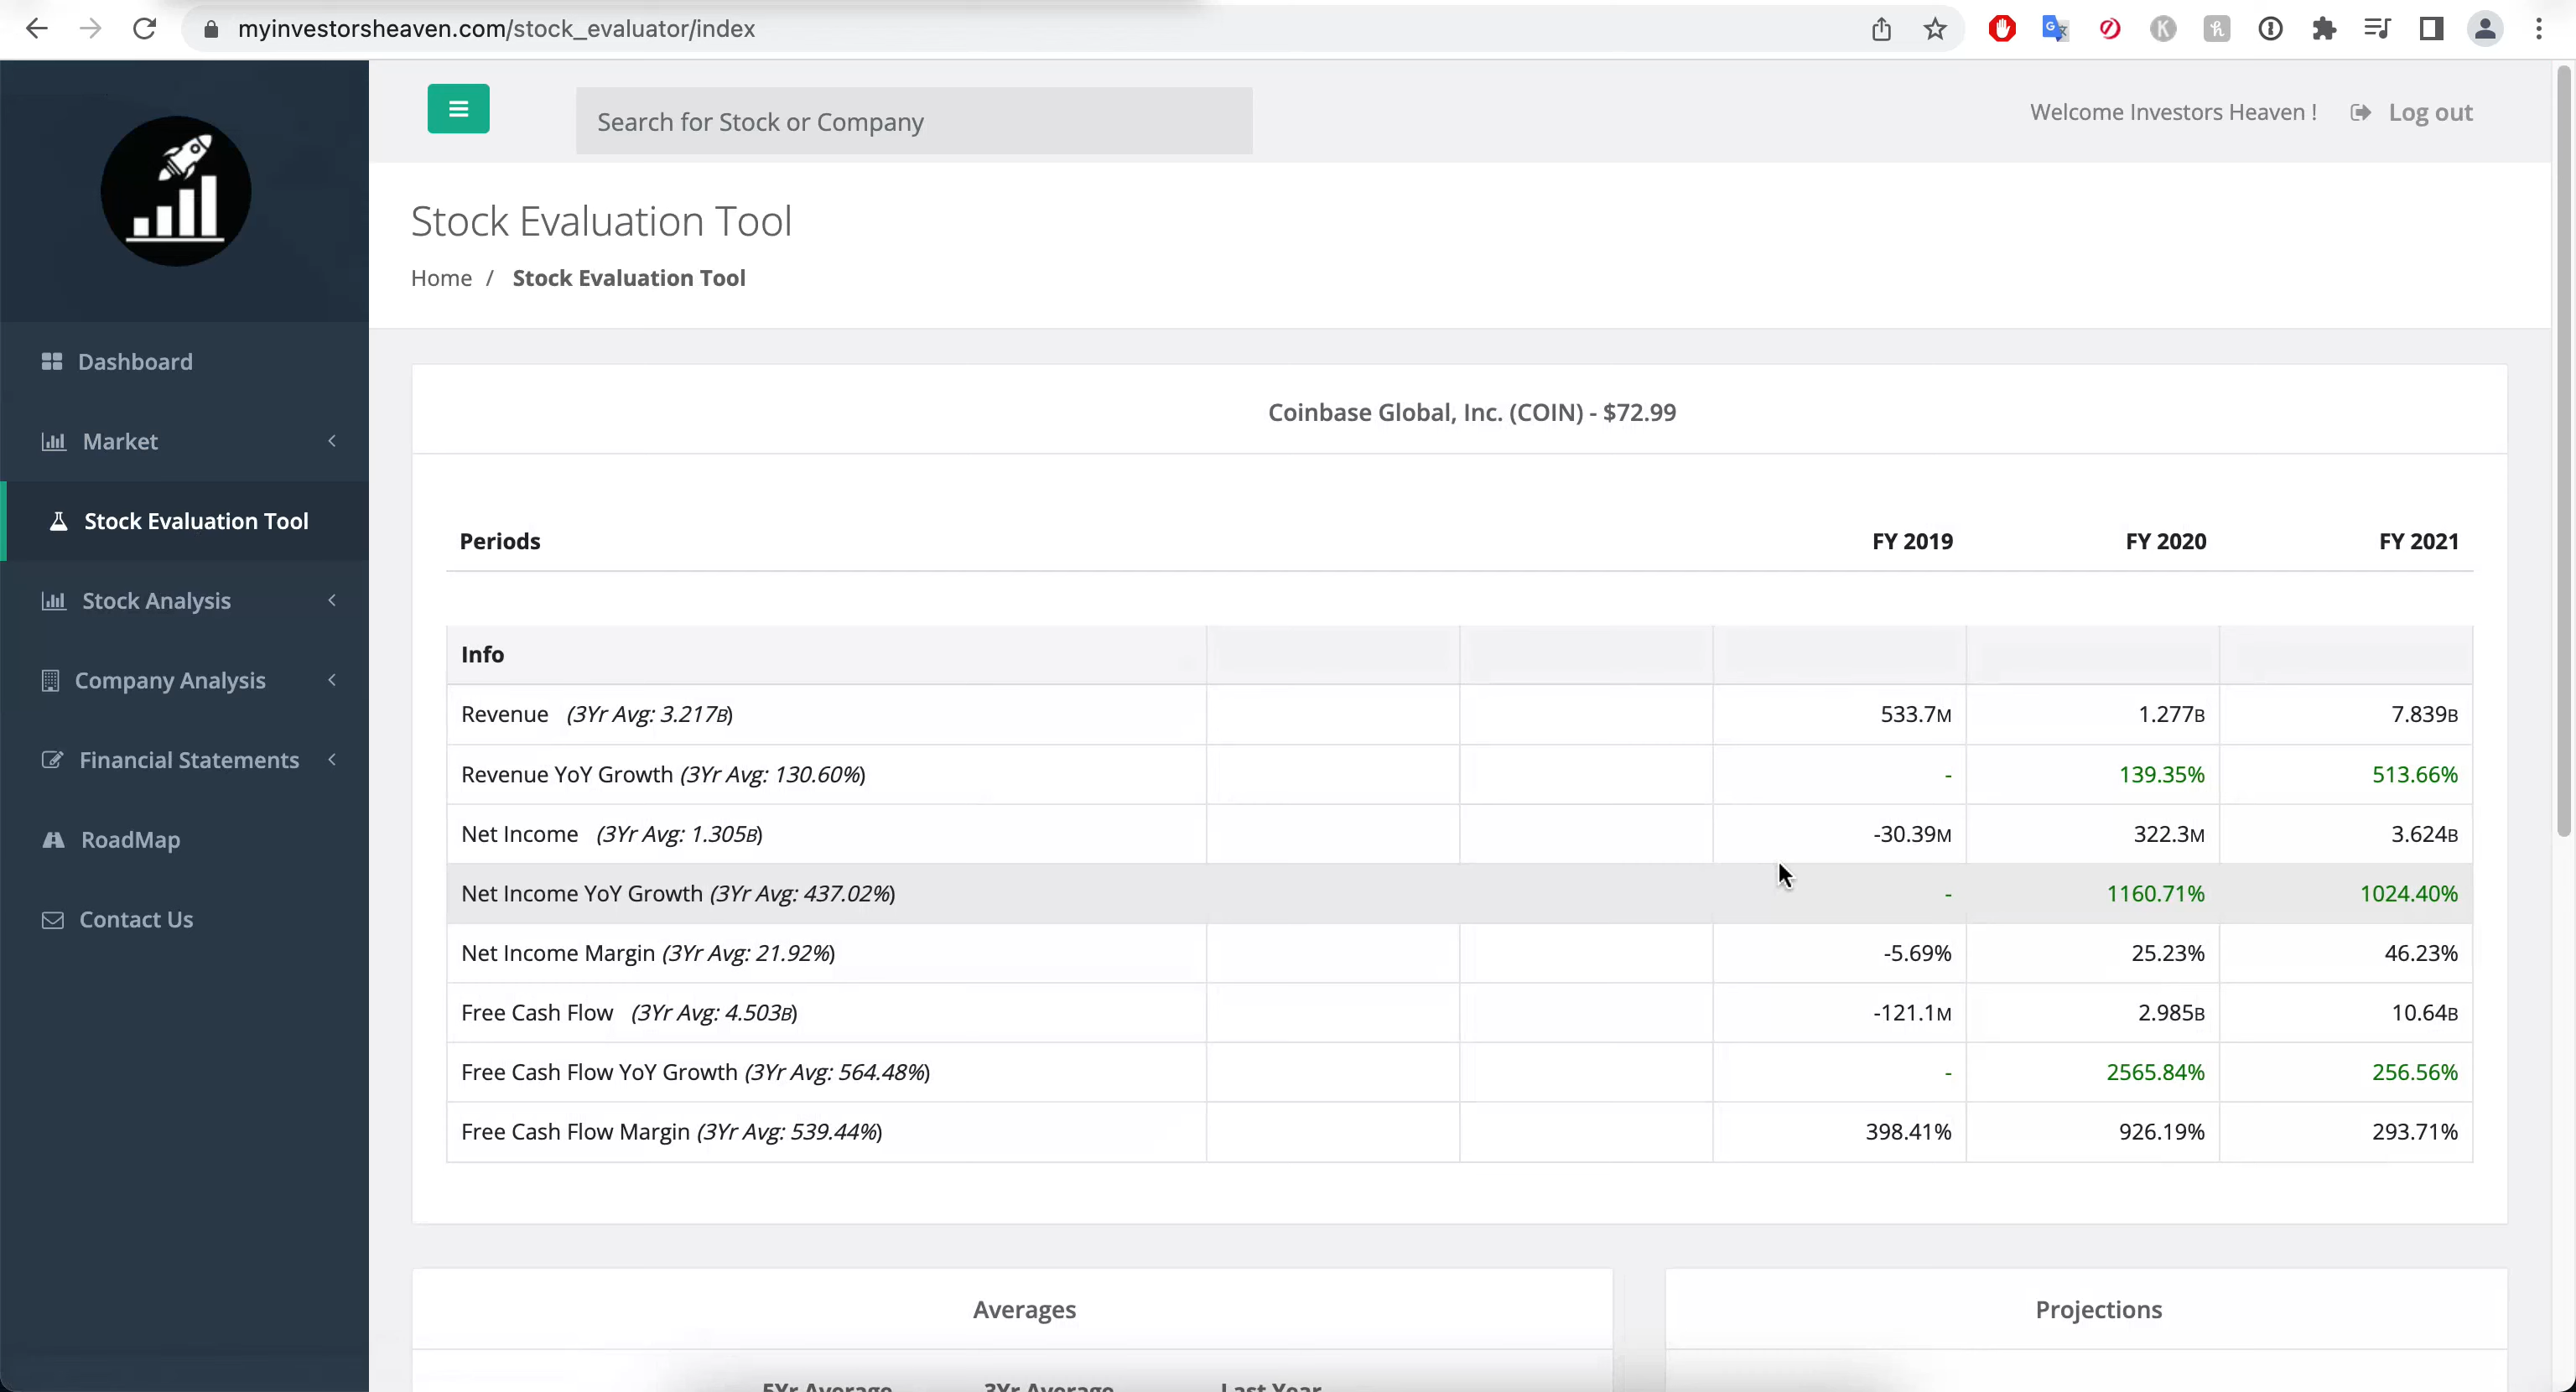 myinvestorsheaven.com/stock_evaluator/index
Search for Stock or Company
Welcome Investors Heaven !
Log out
Stock Evaluation Tool
Home / Stock Evaluation Tool
Dashboard
Market
Stock Evaluation Tool
Stock Analysis
Company Analysis
Financial Statements
RoadMap
Contact Us
Coinbase Global, Inc. (COIN) - $72.99
Periods FY 2019 FY 2020 FY 2021
Info
Revenue (3Yr Avg: 3.217B) 533.7M 1.277B 7.839B
Revenue YoY Growth (3Yr Avg: 130.60%) - 139.35% 513.66%
Net Income (3Yr Avg: 1.305B) -30.39M 322.3M 3.624B
Net Income YoY Growth (3Yr Avg: 437.02%) - 1160.71% 1024.40%
Net Income Margin (3Yr Avg: 21.92%) -5.69% 25.23% 46.23%
Free Cash Flow (3Yr Avg: 4.503B) -121.1M 2.985B 10.64B
Free Cash Flow YoY Growth (3Yr Avg: 564.48%) - 2565.84% 256.56%
Free Cash Flow Margin (3Yr Avg: 539.44%) 398.41% 926.19% 293.71%
Averages
Projections
5Yr Average 3Yr Average Last Year